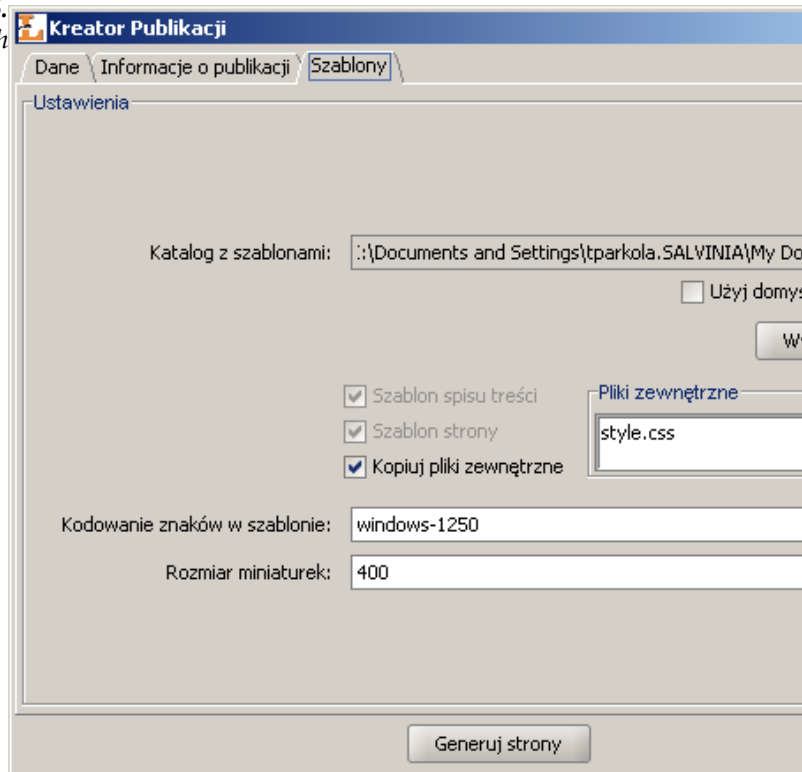 Kreator Publikacji
Dane Informacje o publikacji Szablony
Ustawienia
Katalog z szablonami: :\Documents and Settings\tparkola.SALVINIA\My Do
Użyj domyś
Wy
Szablon spisu treści
Pliki zewnętrzne
Szablon strony
style.css
Kopiuj pliki zewnętrzne
Kodowanie znaków w szablonie: windows-1250
Rozmiar miniaturek: 400
Generuj strony